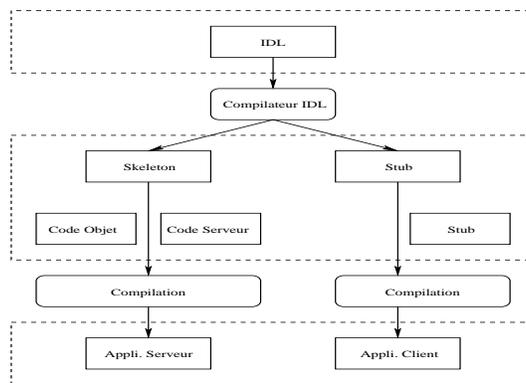 IDL
Compilateur IDL
Skeleton
Stub
Code Objet
Code Serveur
Stub
Compilation
Compilation
Appli. Serveur
Appli. Client